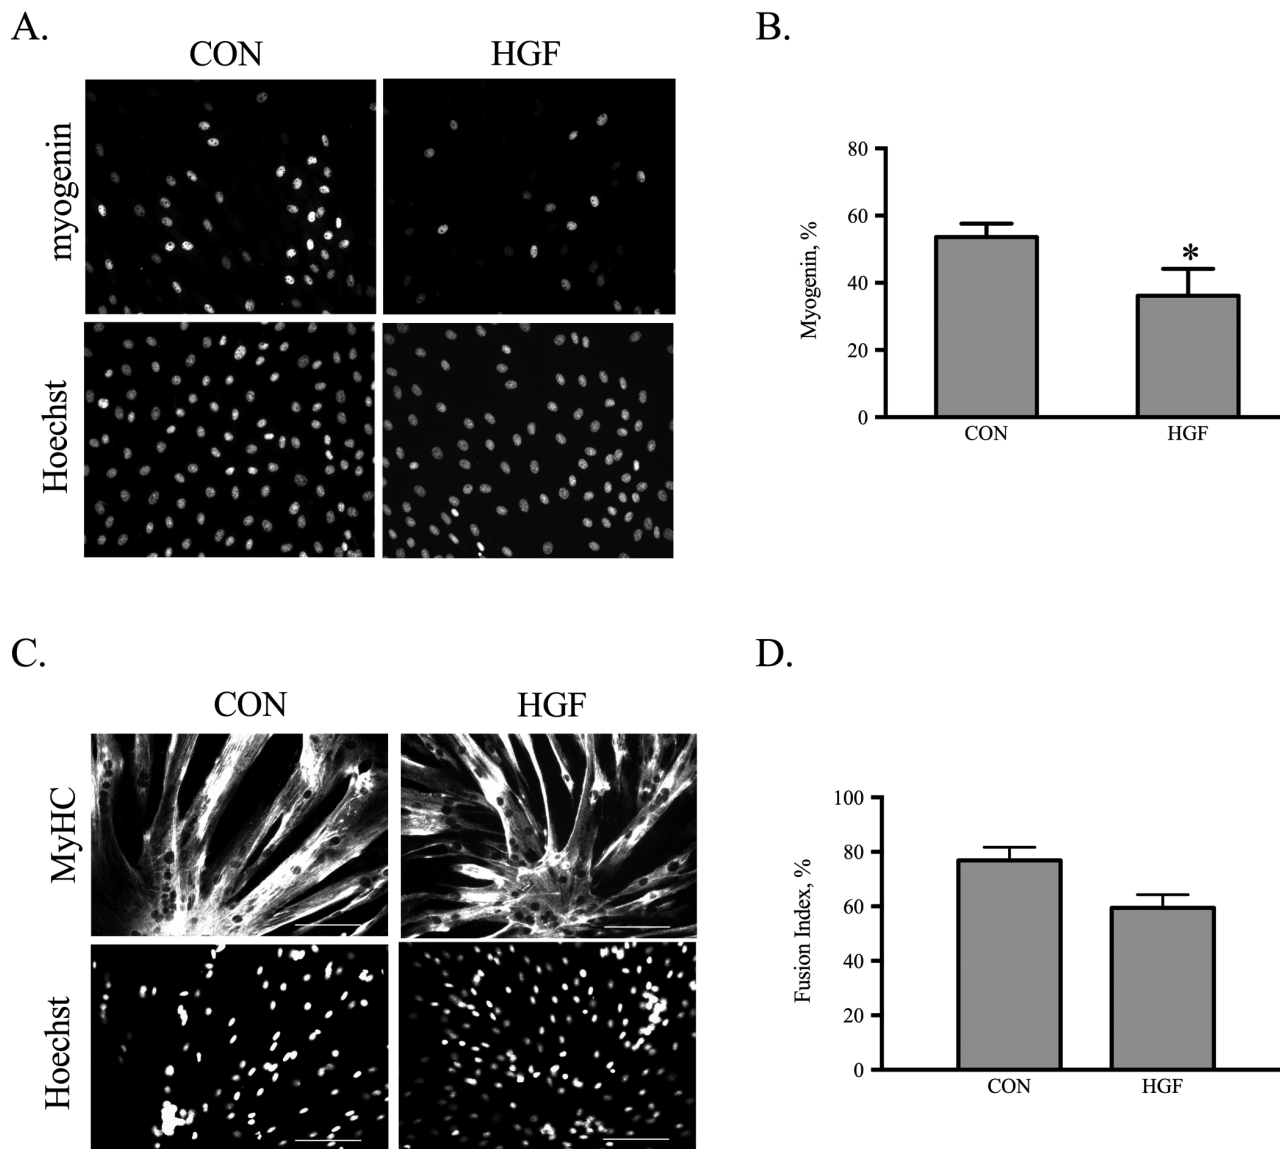 A.
CON
HGF
myogenin
Hoechst
B.
80
60
40
20
0
Myogenin, %
*
CON
HGF
C.
CON
HGF
MyHC
Hoechst
D.
100
80
60
40
20
0
Fusion Index, %
CON
HGF